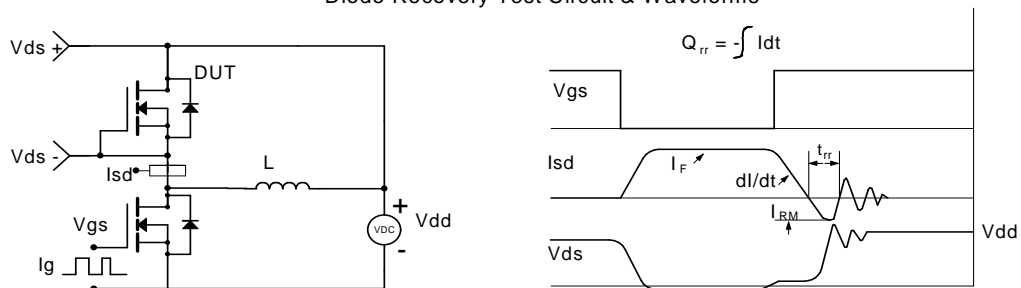 Diode Recovery Test Circuit & Waveforms
Vds +
DUT
Vds -
Isd
L
Vgs
Ig
+
VDC
-
Vdd
Q rr = -∫ Idt
Vgs
Isd
I F
dI/dt
t rr
I RM
Vds
Vdd